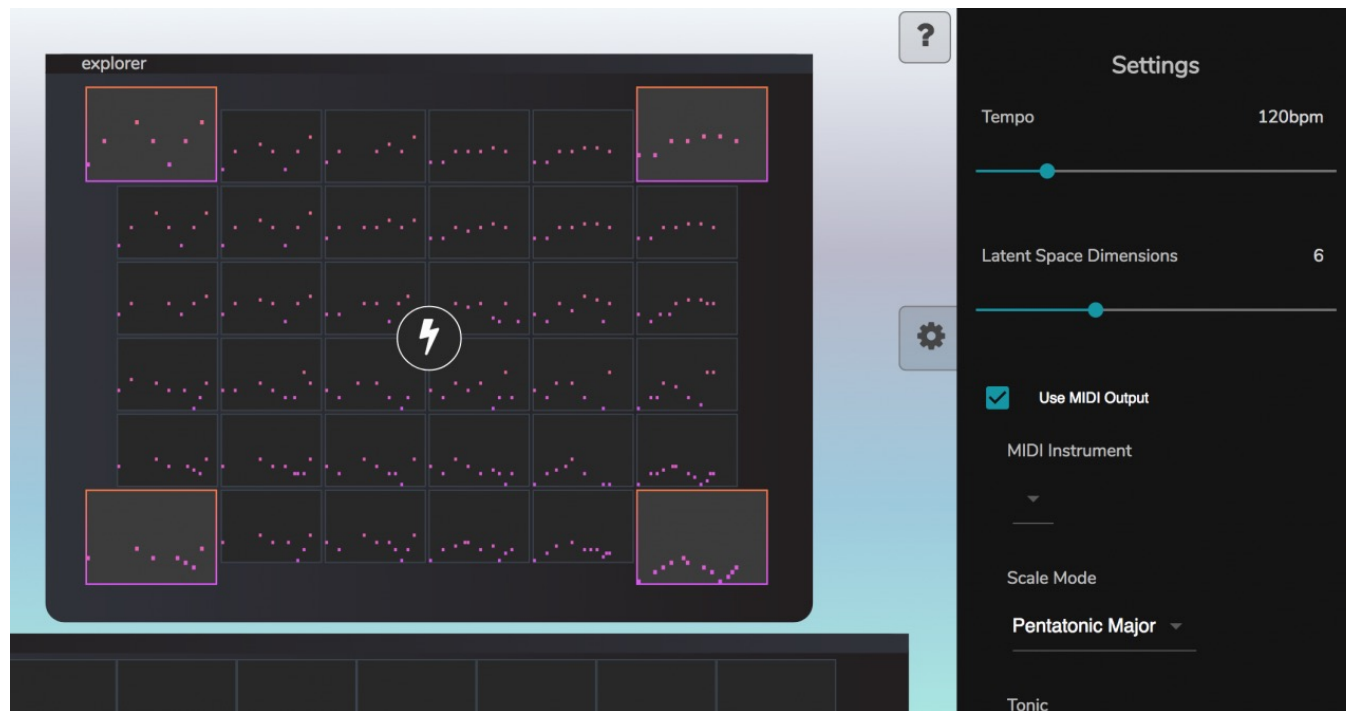 explorer
?
Settings
Tempo 120bpm
Latent Space Dimensions 6
Use MIDI Output
MIDI Instrument
Scale Mode
Pentatonic Major
Tonic